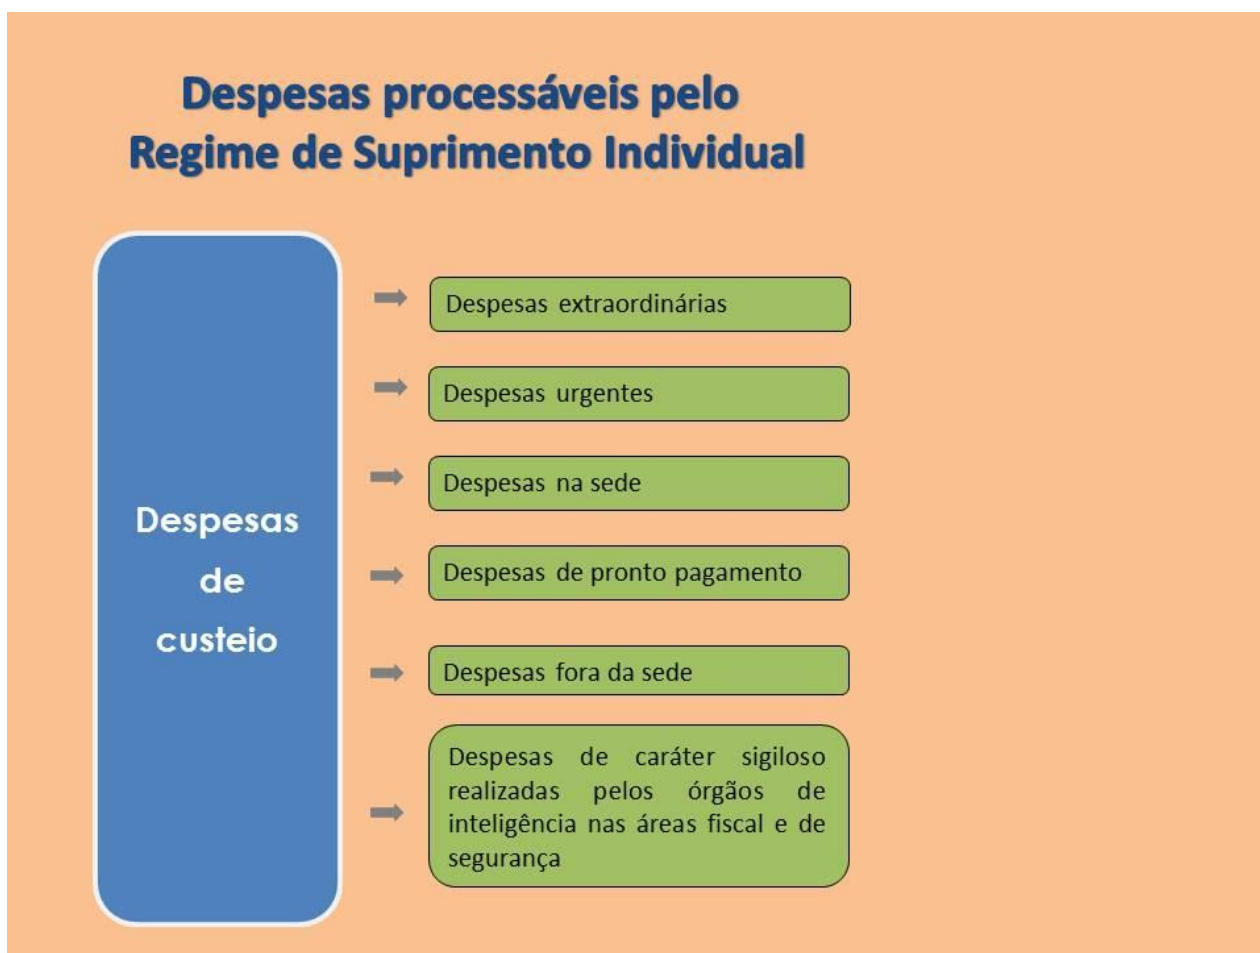 Despesas processáveis pelo
Regime de Suprimento Individual
Despesas
de
custeio
Despesas extraordinárias
Despesas urgentes
Despesas na sede
Despesas de pronto pagamento
Despesas fora da sede
Despesas de caráter sigiloso
realizadas pelos órgãos de
inteligência nas áreas fiscal e de
segurança